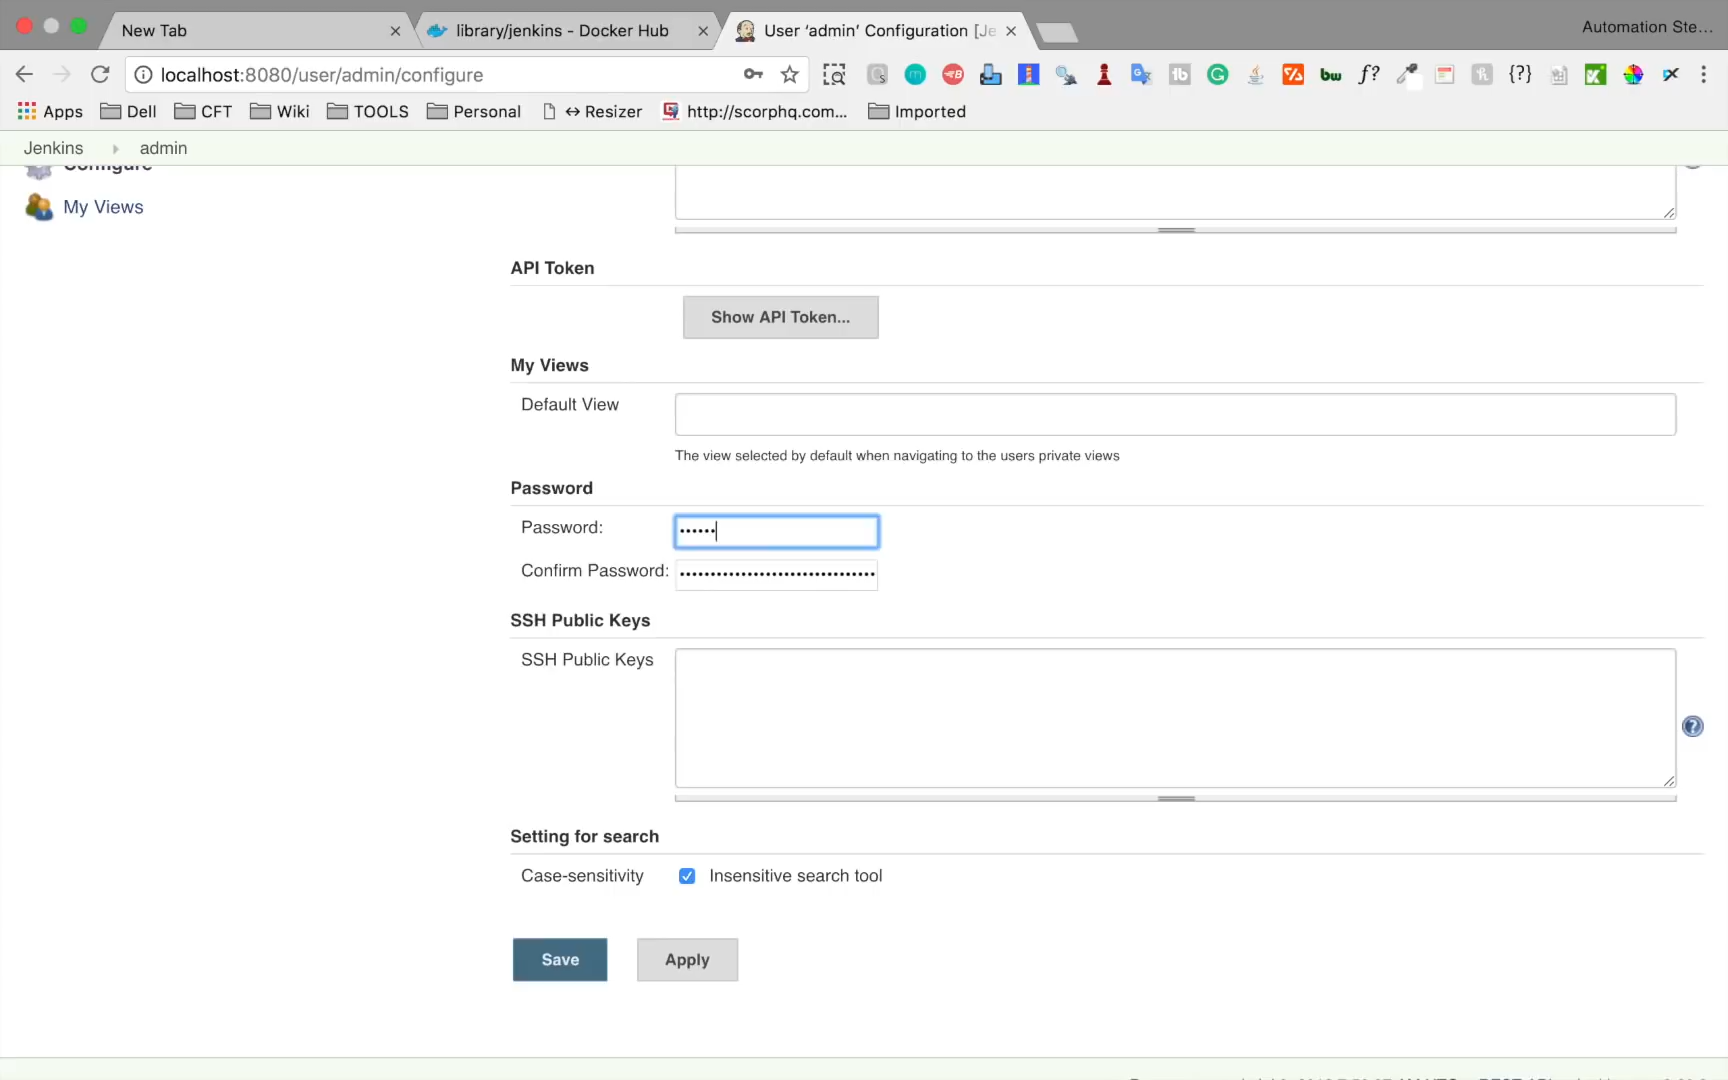 New Tab
library/jenkins - Docker Hub
User ‘admin’ Configuration [Je
Automation Ste...
localhost:8080/user/admin/configure
Apps Dell CFT Wiki TOOLS Personal ↔ Resizer http://scorphq.com... Imported
Jenkins admin
Configure
My Views
API Token
Show API Token...
My Views
Default View
The view selected by default when navigating to the users private views
Password
Password: ••••••
Confirm Password: ••••••••••••••••••••••••••••••••
SSH Public Keys
SSH Public Keys
Setting for search
Case-sensitivity Insensitive search tool
Save Apply